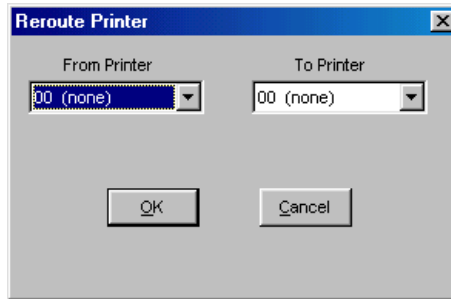 Reroute Printer
From Printer To Printer
00 (none) 00 (none)
OK Cancel